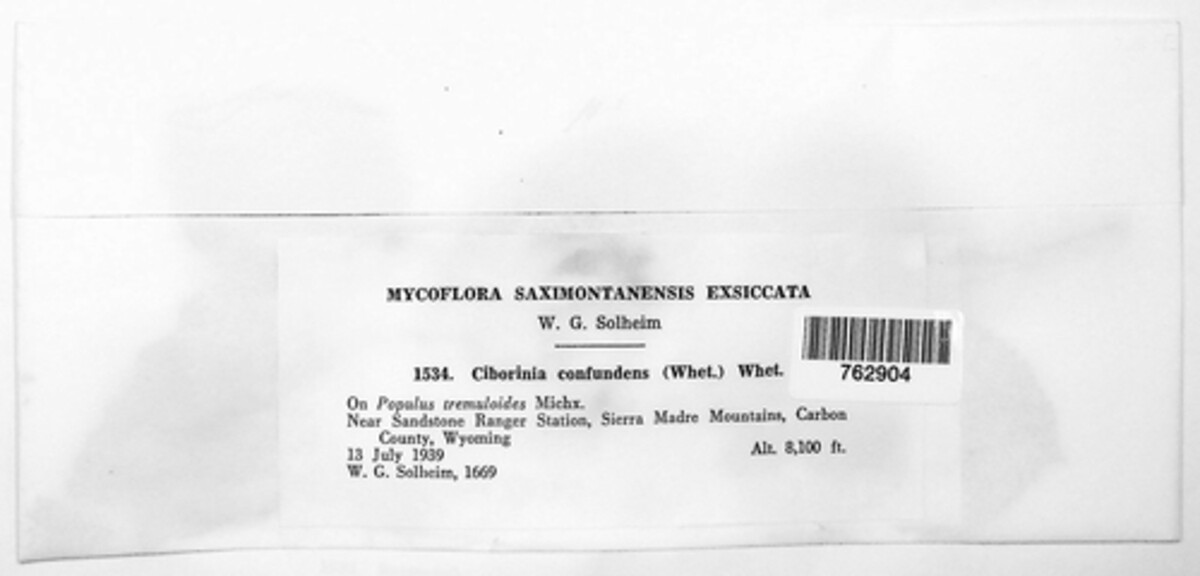 MYCOFLORA SAXIMONTANENSIS EXSICCATA
W. G. Solheim
1534. Ciborinia confundens (Whet.) Whet.
762904
On Populus tremuloides Michx.
Near Sandstone Ranger Station, Sierra Madre Mountains, Carbon
County, Wyoming
13 July 1939 Alt. 8,100 ft.
W. G. Solheim, 1669